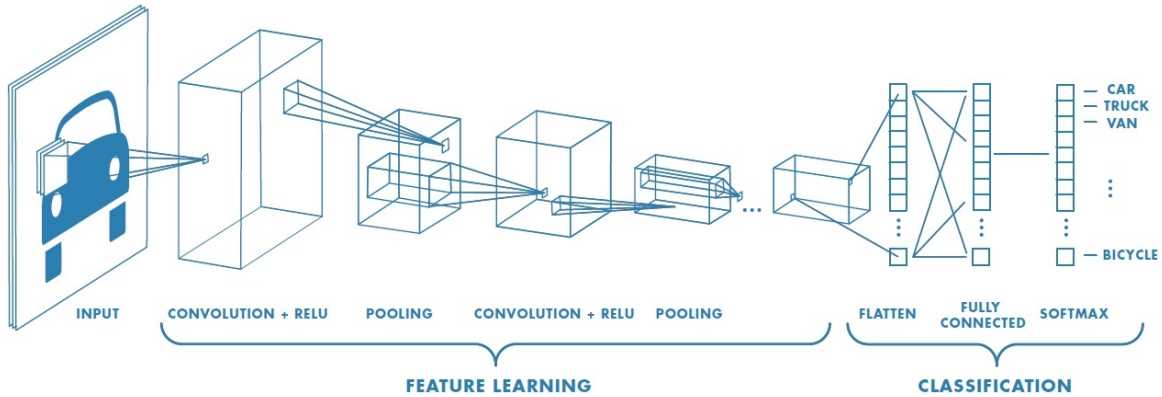 CAR
TRUCK
VAN
BICYCLE
INPUT
CONVOLUTION + RELU
POOLING
CONVOLUTION + RELU
POOLING
FLATTEN
FULLY
CONNECTED
SOFTMAX
FEATURE LEARNING
CLASSIFICATION